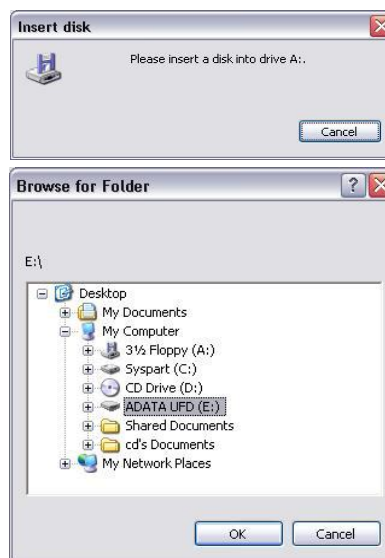 Insert disk
Please insert a disk into drive A:.
Cancel
Browse for Folder
E:\
Desktop
My Documents
My Computer
3½ Floppy (A:)
Syspart (C:)
CD Drive (D:)
ADATA UFD (E:)
Shared Documents
cd's Documents
My Network Places
OK Cancel